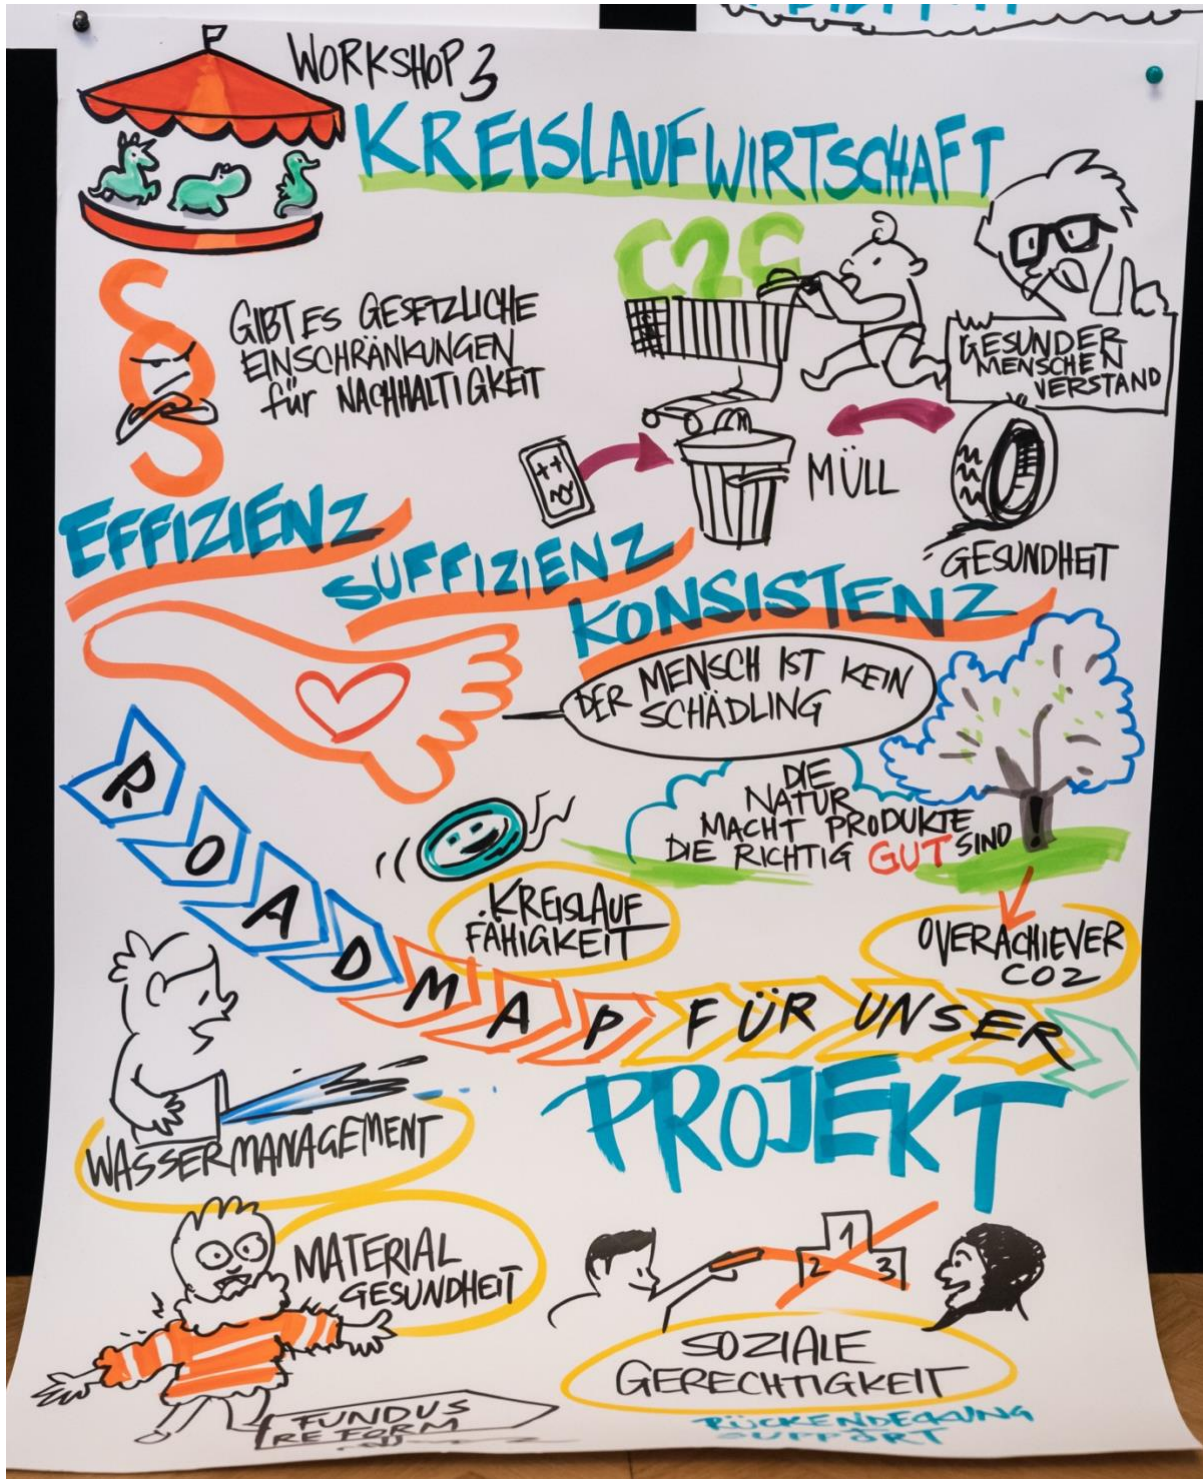 WORKSHOP 3
KREISLAUFWIRTSCHAFT
C2C
GIBT ES GESETZLICHE
EINSCHRÄNKUNGEN
für NACHHALTIGKEIT
§
GESUNDER
MENSCHEN
VERSTAND
MÜLL
GESUNDHEIT
EFFIZIENZ
SUFFIZIENZ
KONSISTENZ
DER MENSCH IST KEIN
SCHÄDLING
DIE
NATUR
MACHT PRODUKTE
DIE RICHTIG GUT SIND
!
KREISLAUF
FÄHIGKEIT
OVERACHIEVER
CO2
ROADMAP FÜR UNSER
PROJEKT
WASSERMANAGEMENT
MATERIAL
GESUNDHEIT
1
2 3
SOZIALE
GERECHTIGKEIT
RÜCKENDECKUNG
SUPPORT
FUNDUS
REFORM